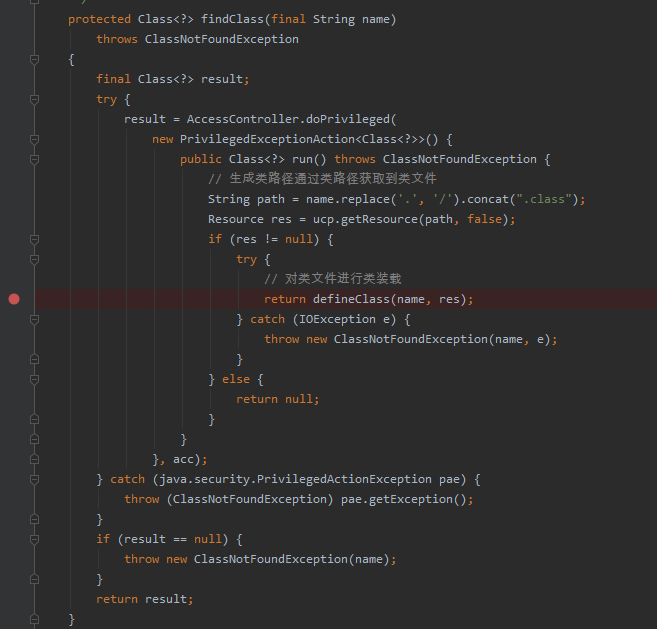 protected Class<?> findClass(final String name)
throws ClassNotFoundException
{
final Class<?> result;
try {
result = AccessController.doPrivileged(
new PrivilegedExceptionAction<Class<?>>() {
public Class<?> run() throws ClassNotFoundException {
// 生成类路径通过类路径获取到类文件
String path = name.replace('.', '/').concat(".class");
Resource res = ucp.getResource(path, false);
if (res != null) {
try {
// 对类文件进行类装载
return defineClass(name, res);
} catch (IOException e) {
throw new ClassNotFoundException(name, e);
}
} else {
return null;
}
}
}, acc);
} catch (java.security.PrivilegedActionException pae) {
throw (ClassNotFoundException) pae.getException();
}
if (result == null) {
throw new ClassNotFoundException(name);
}
return result;
}